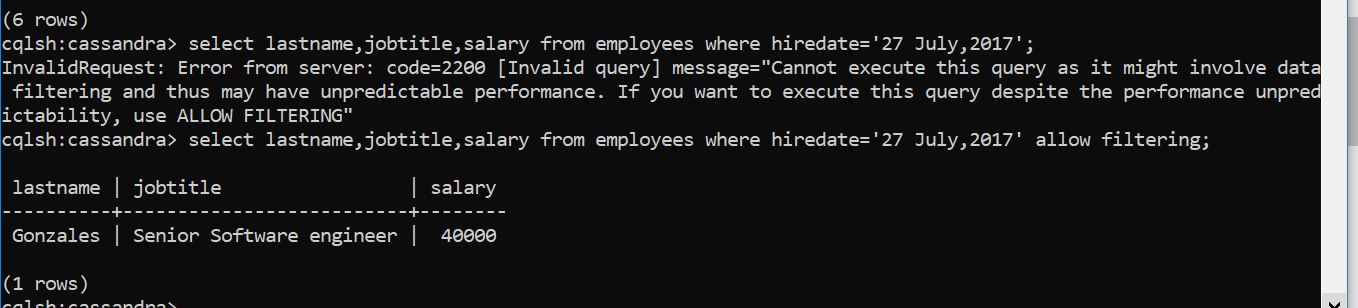 (6 rows)
cqlsh:cassandra> select lastname,jobtitle,salary from employees where hiredate='27 July,2017';
InvalidRequest: Error from server: code=2200 [Invalid query] message="Cannot execute this query as it might involve data
 filtering and thus may have unpredictable performance. If you want to execute this query despite the performance unpred
ictability, use ALLOW FILTERING"
cqlsh:cassandra> select lastname,jobtitle,salary from employees where hiredate='27 July,2017' allow filtering;
 lastname | jobtitle                 | salary
----------+--------------------------+--------
 Gonzales | Senior Software engineer |  40000
(1 rows)
cqlsh:cassandra>